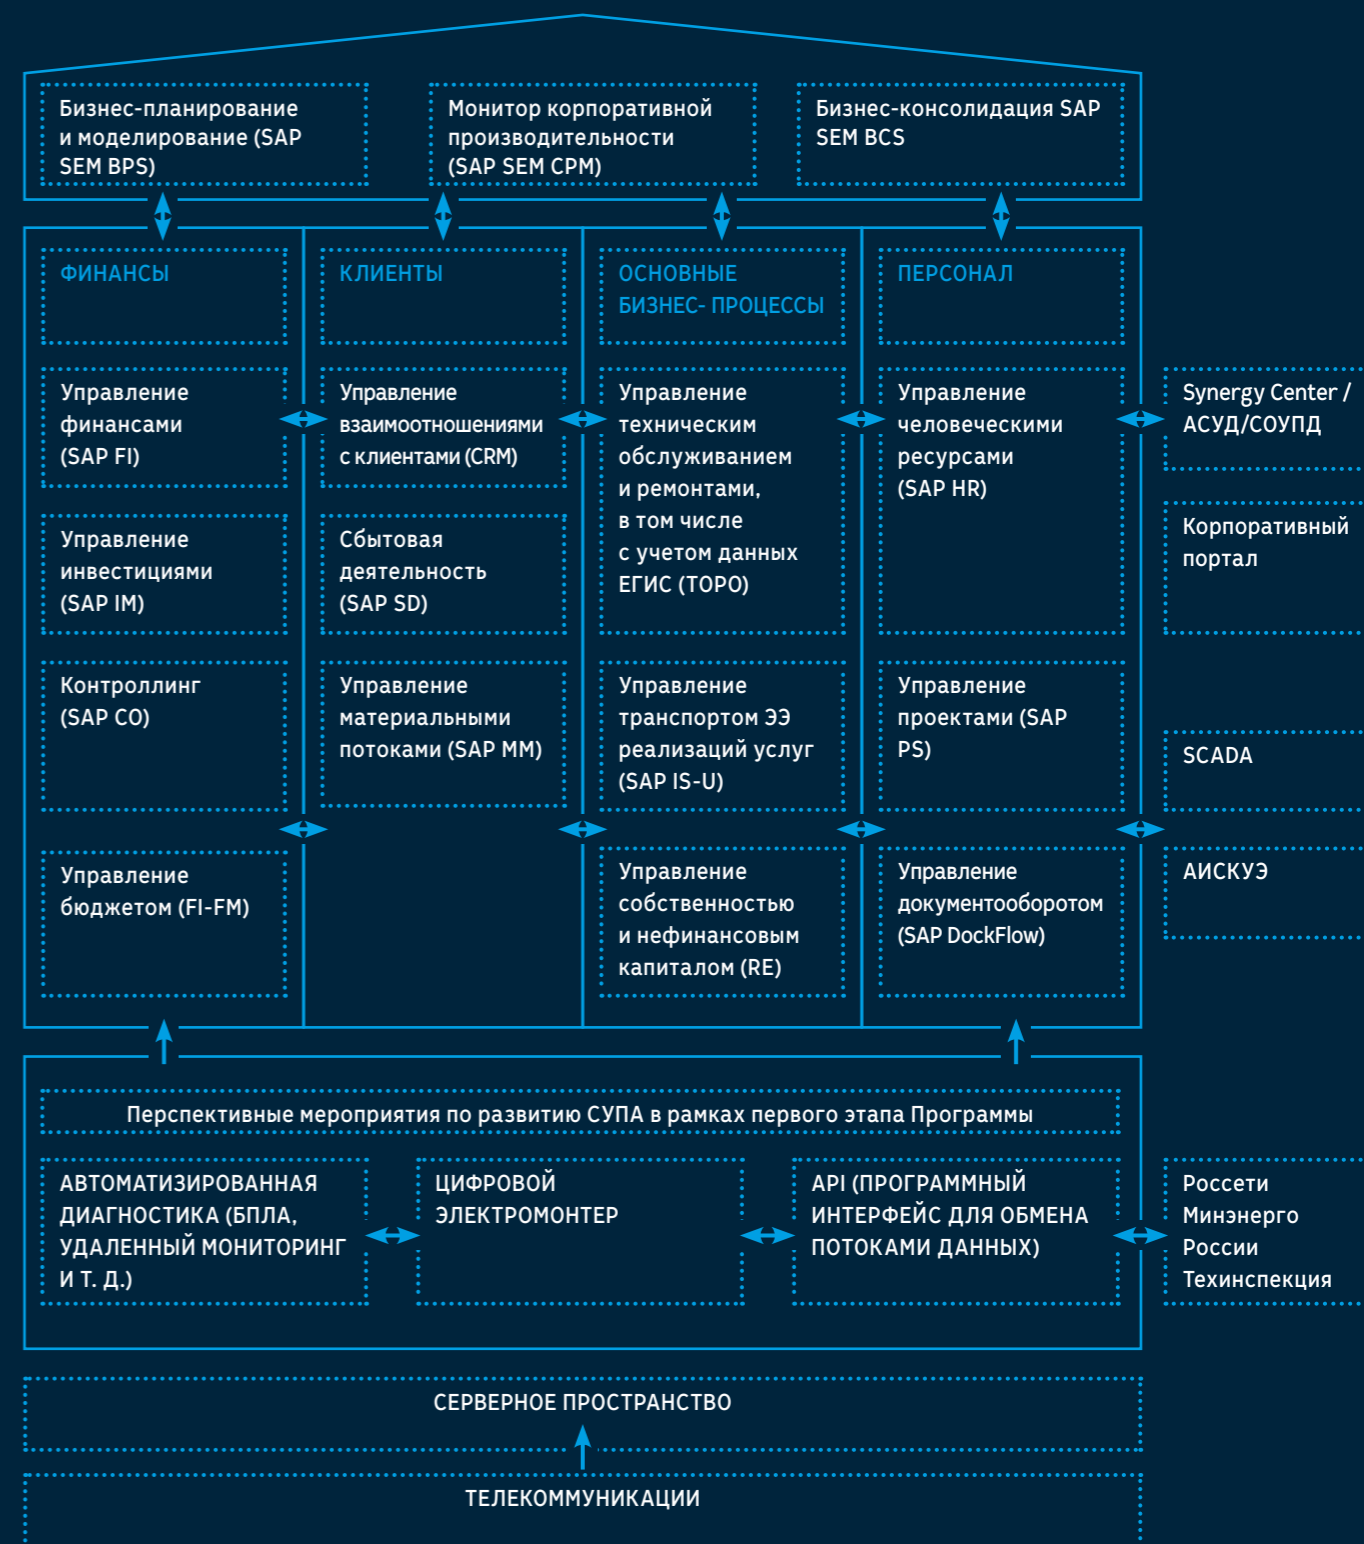 Бизнес-планирование
и моделирование (SAP
SEM BPS)
Монитор корпоративной
производительности
(SAP SEM CPM)
Бизнес-консолидация SAP
SEM BCS
ФИНАНСЫ
КЛИЕНТЫ
ОСНОВНЫЕ
БИЗНЕС- ПРОЦЕССЫ
ПЕРСОНАЛ
Управление
финансами
(SAP FI)
Управление
взаимоотношениями
с клиентами (CRM)
Управление
техническим
обслуживанием
и ремонтами,
в том числе
с учетом данных
ЕГИС (ТОРО)
Управление
человеческими
ресурсами
(SAP HR)
Synergy Center /
АСУД/СОУПД
Управление
инвестициями
(SAP IM)
Сбытовая
деятельность
(SAP SD)
Корпоративный
портал
Контроллинг
(SAP CO)
Управление
материальными
потоками (SAP MM)
Управление
транспортом ЭЭ
реализаций услуг
(SAP IS-U)
Управление
проектами (SAP
PS)
SCADA
Управление
бюджетом (FI-FM)
Управление
собственностью
и нефинансовым
капиталом (RE)
Управление
документооборотом
(SAP DockFlow)
АИСКУЭ
Перспективные мероприятия по развитию СУПА в рамках первого этапа Программы
АВТОМАТИЗИРОВАННАЯ
ДИАГНОСТИКА (БПЛА,
УДАЛЕННЫЙ МОНИТОРИНГ
И Т. Д.)
ЦИФРОВОЙ
ЭЛЕКТРОМОНТЕР
API (ПРОГРАММНЫЙ
ИНТЕРФЕЙС ДЛЯ ОБМЕНА
ПОТОКАМИ ДАННЫХ)
Россети
Минэнерго
России
Техинспекция
СЕРВЕРНОЕ ПРОСТРАНСТВО
ТЕЛЕКОММУНИКАЦИИ